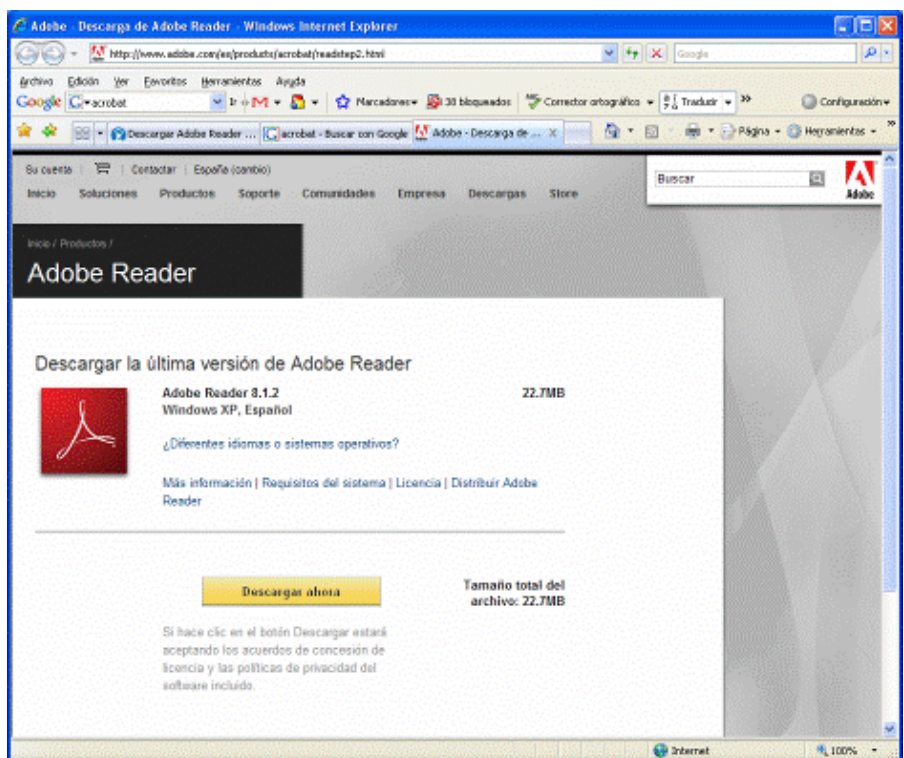 Adobe - Descarga de Adobe Reader - Windows Internet Explorer
http://www.adobe.com/es/products/acrobat/readstep2.html
Google
Archivo Edición Ver Favoritos Herramientas Ayuda
Google acrobat Ir Marcadores 38 bloqueados Corrector ortográfico Traducir Configuración
Descargar Adobe Reader ... acrobat - Buscar con Google Adobe - Descarga de ... Página Herramientas
Su cuenta | Contactar | España (cambio)
Buscar
Adobe
Inicio Soluciones Productos Soporte Comunidades Empresa Descargas Store
Inicio / Productos /
Adobe Reader
Descargar la última versión de Adobe Reader
Adobe Reader 8.1.2 22.7MB
Windows XP, Español
¿Diferentes idiomas o sistemas operativos?
Más información | Requisitos del sistema | Licencia | Distribuir Adobe
Reader
Descargar ahora
Tamaño total del
archivo: 22.7MB
Si hace clic en el botón Descargar estará
aceptando los acuerdos de concesión de
licencia y las políticas de privacidad del
software incluido.
Internet 100%